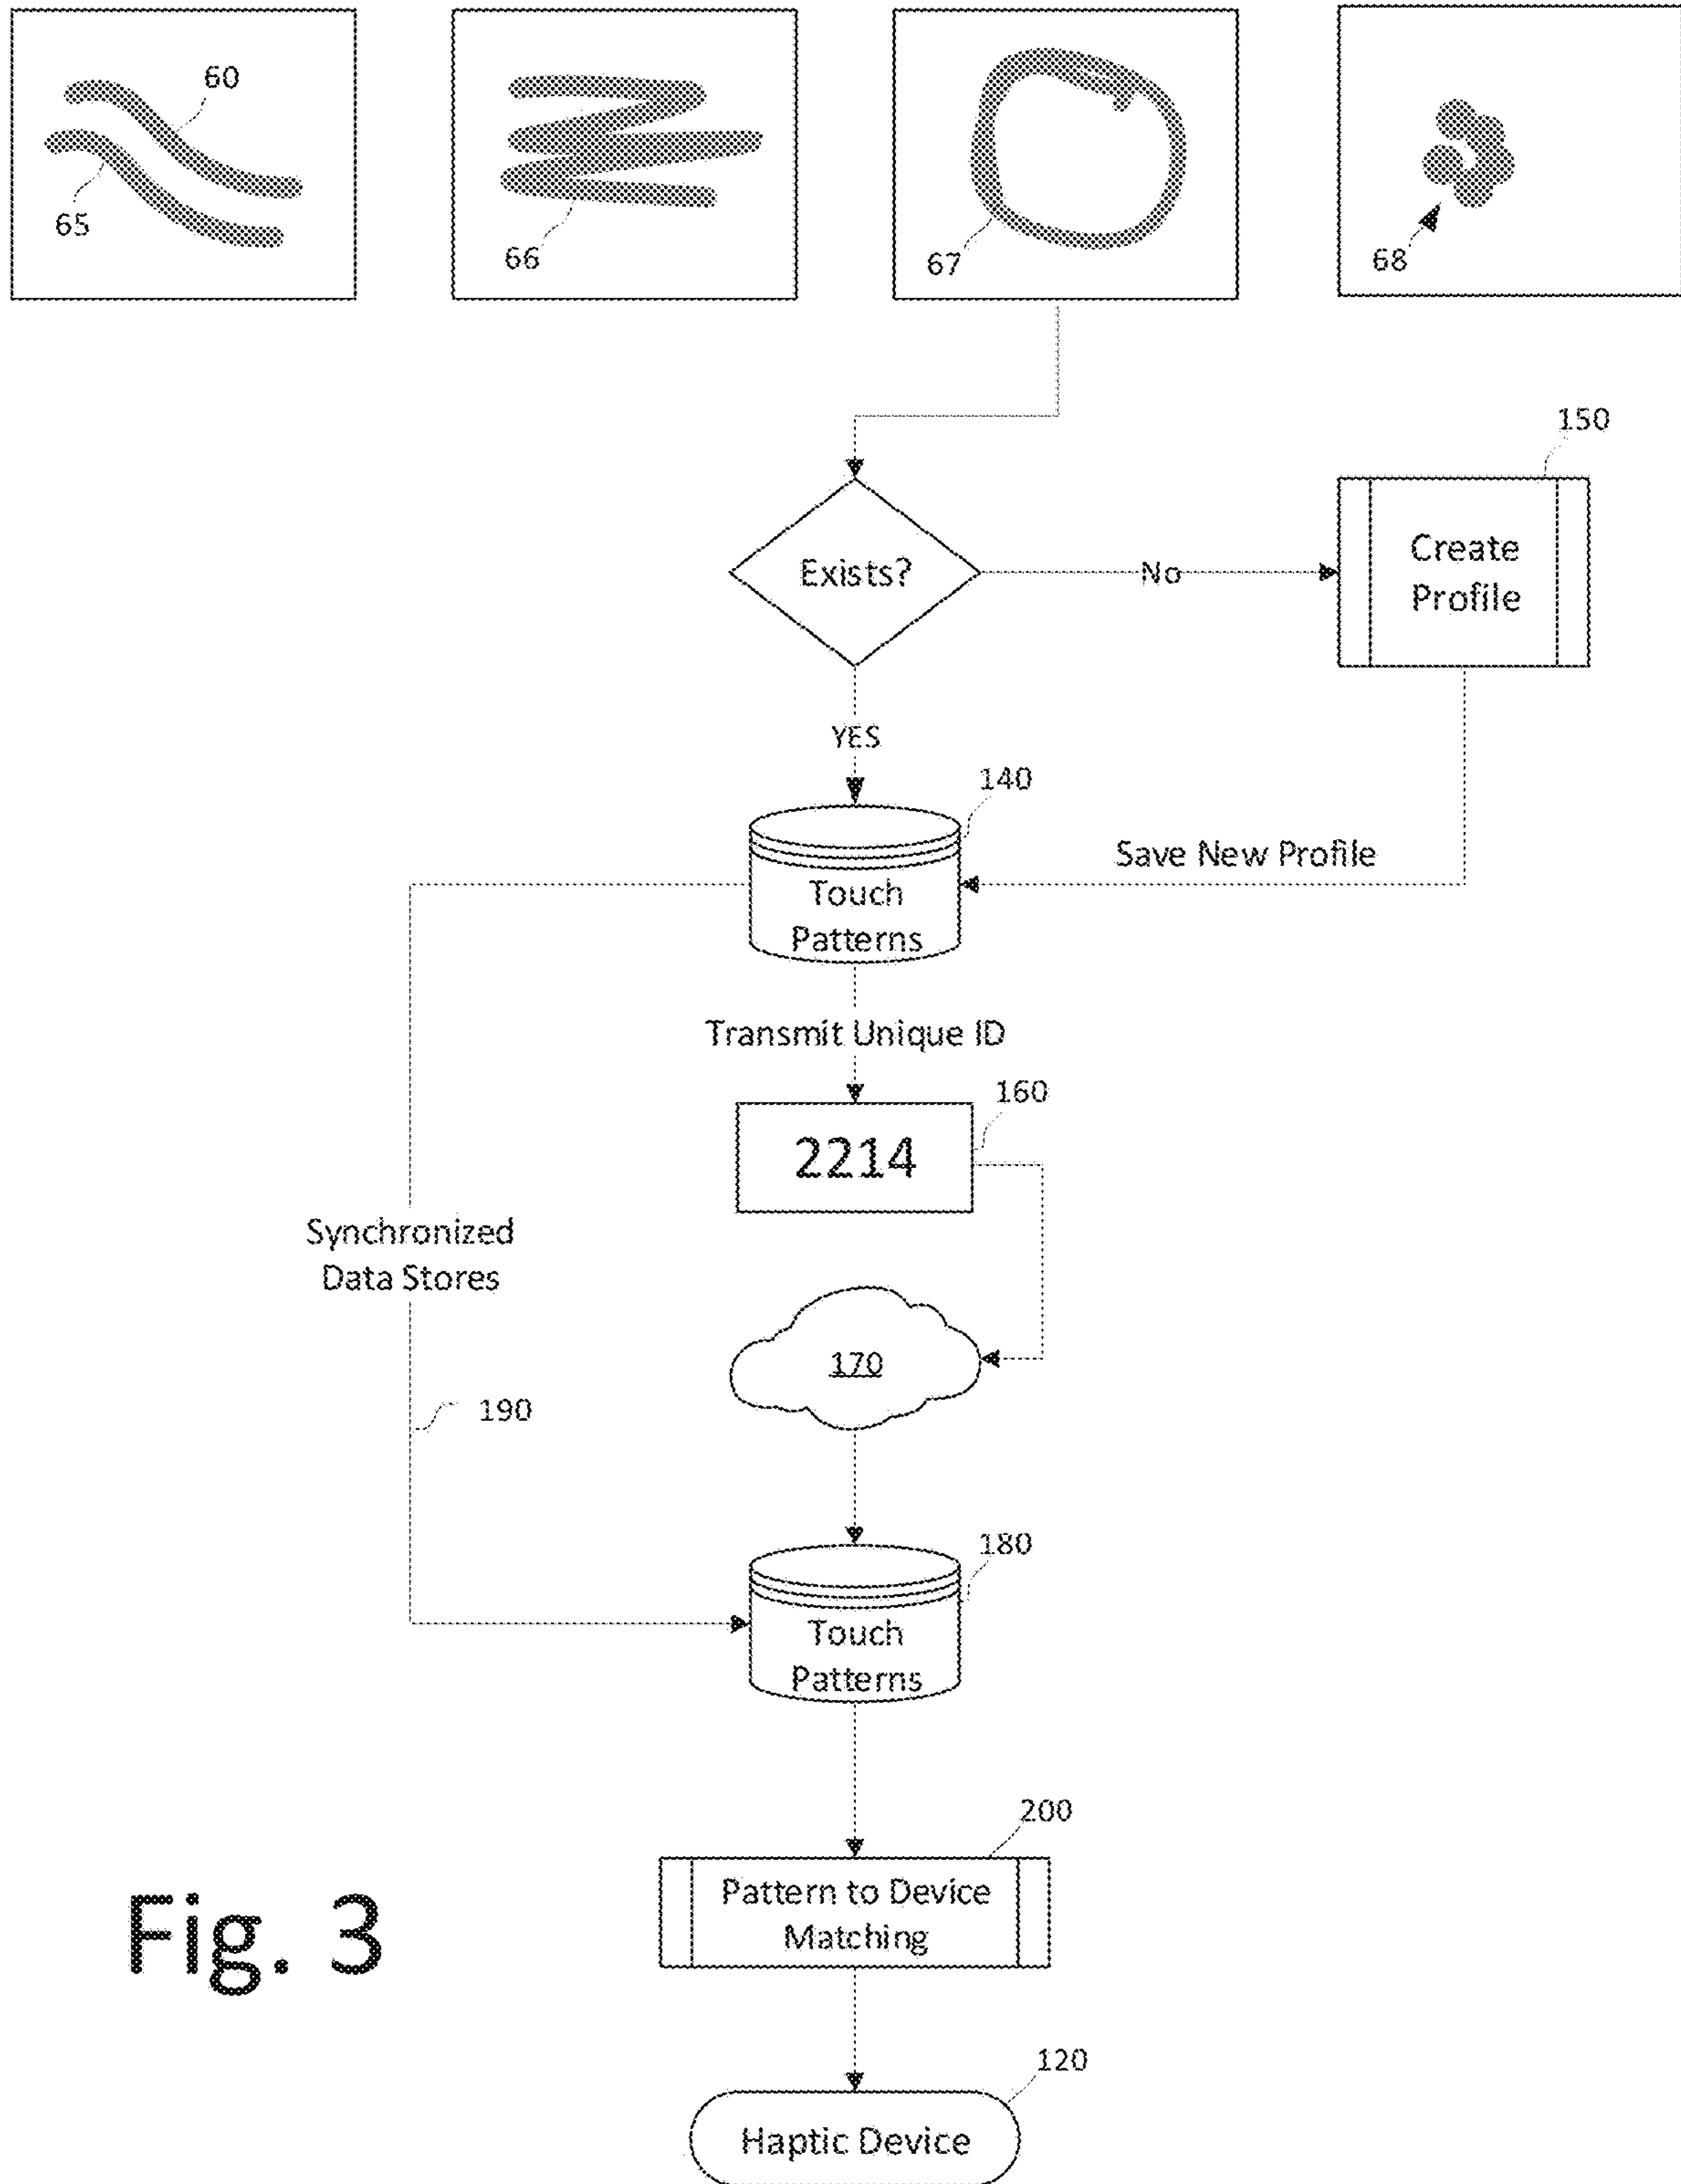 60
65
66
67
68
150
Exists?
No
Create
Profile
YES
140
Save New Profile
Touch
Patterns
Transmit Unique ID
160
2214
Synchronized
Data Stores
170
190
180
Touch
Patterns
200
Pattern to Device
Matching
Fig. 3
120
Haptic Device